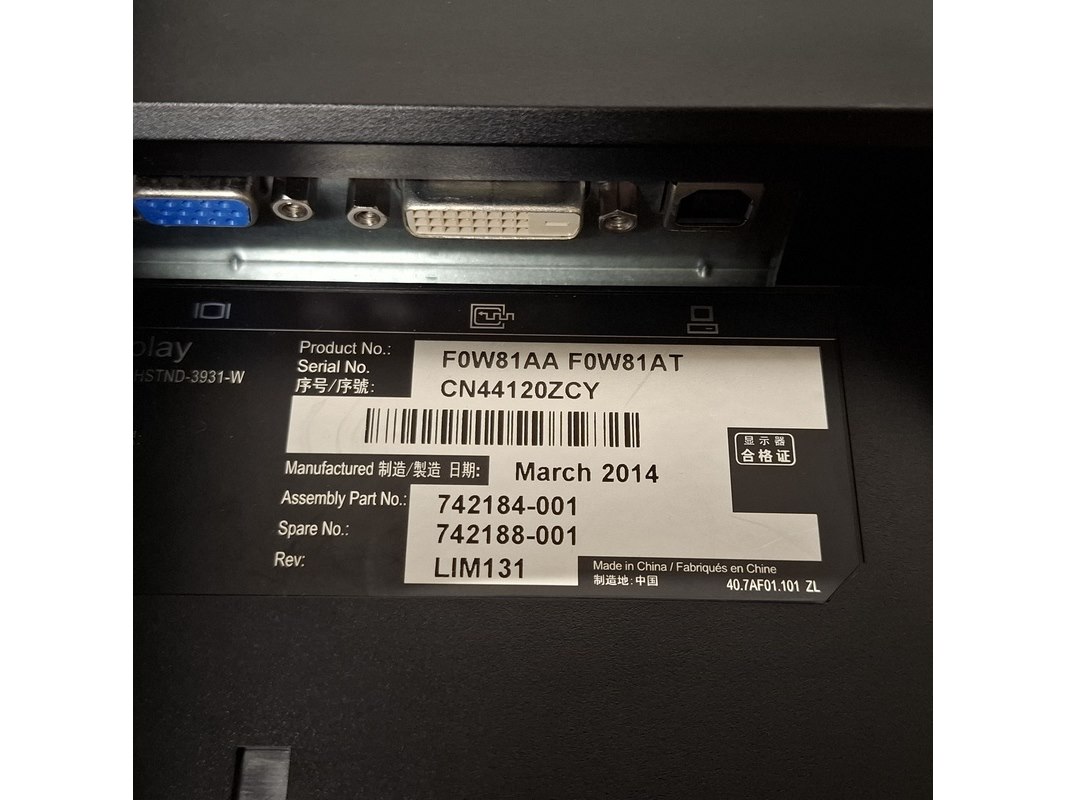 play
HSTND-3931-W
Product No.: F0W81AA F0W81AT
Serial No. CN44120ZCY
序号/序號:
显示器
合格证
Manufactured 制造/製造 日期: March 2014
Assembly Part No.: 742184-001
Spare No.: 742188-001
Rev: LIM131
Made in China / Fabriqués en Chine
制造地: 中国
40.7AF01.101 ZL